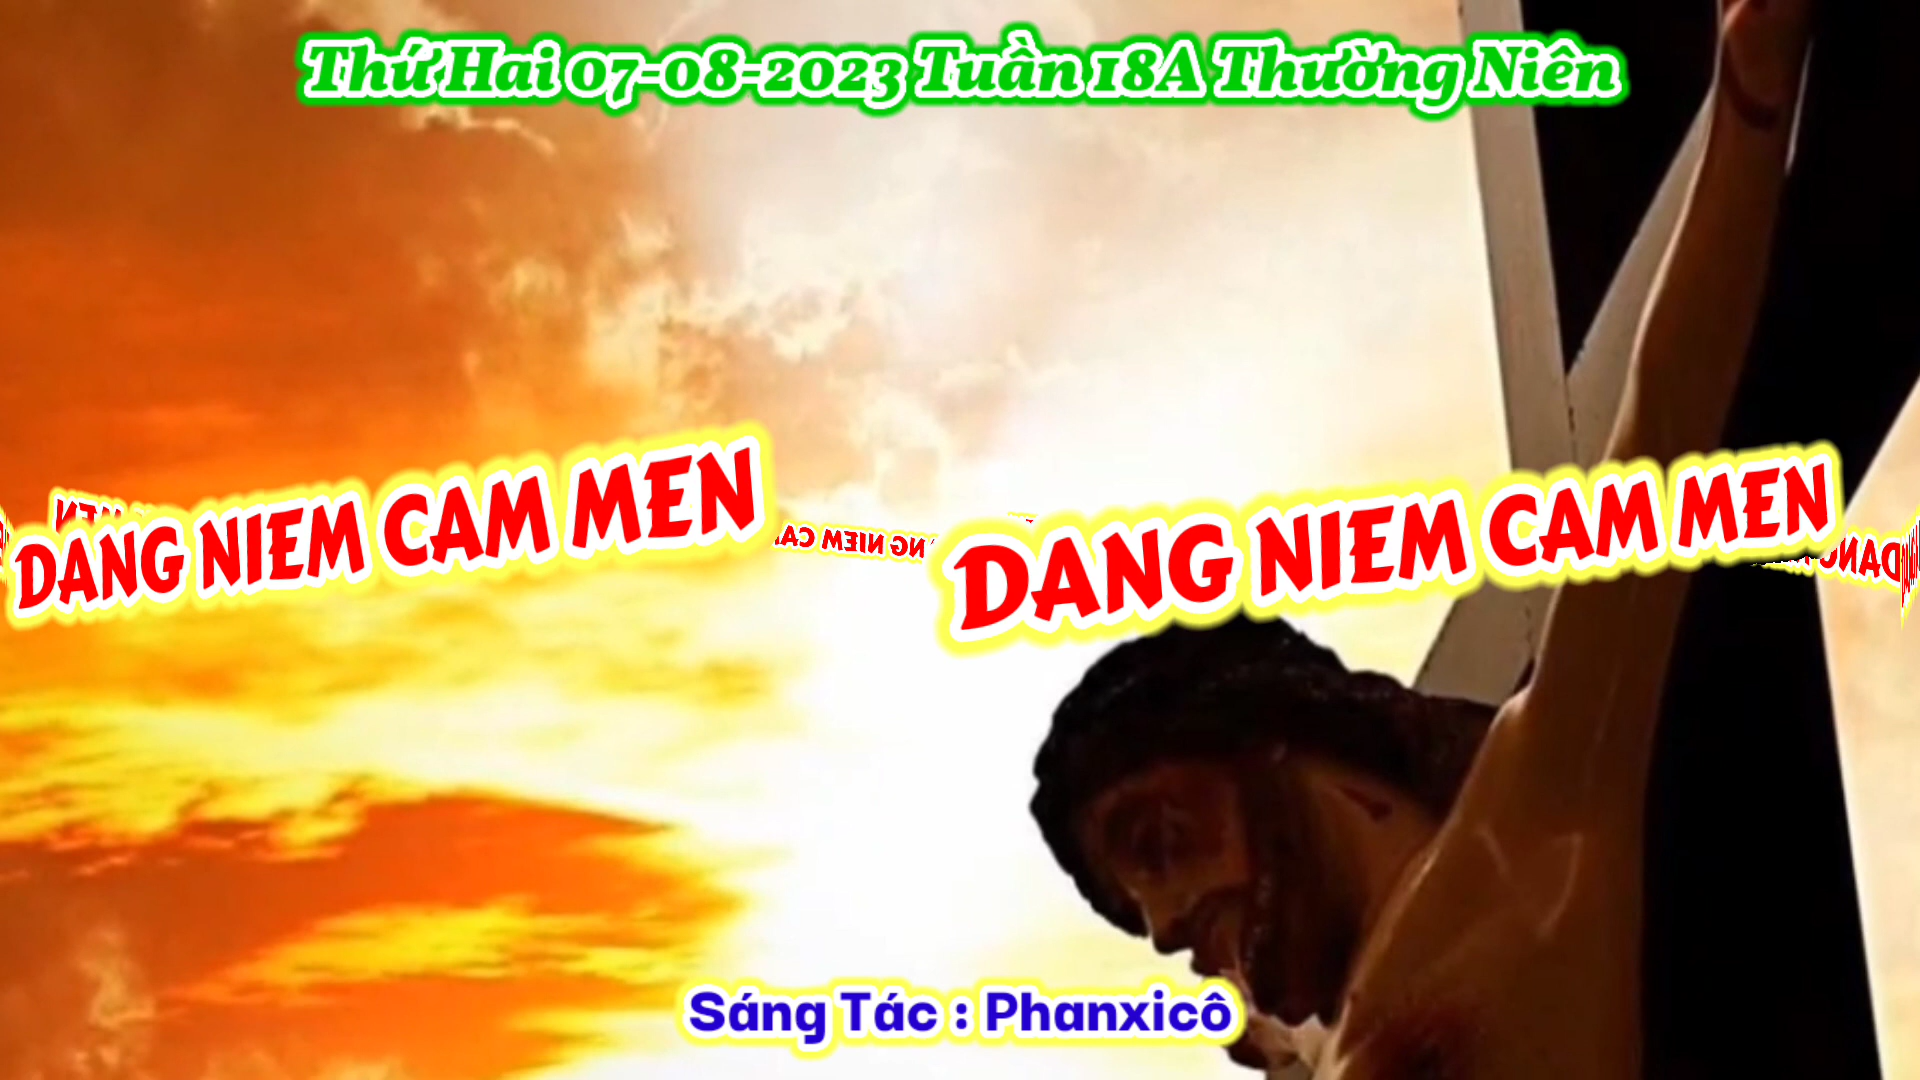 Thứ Hai 07-08-2023 Tuần 18A Thường Niên
DANG NIEM CAM MEN
DANG NIEM CAM MEN
Sáng Tác : Phanxicô